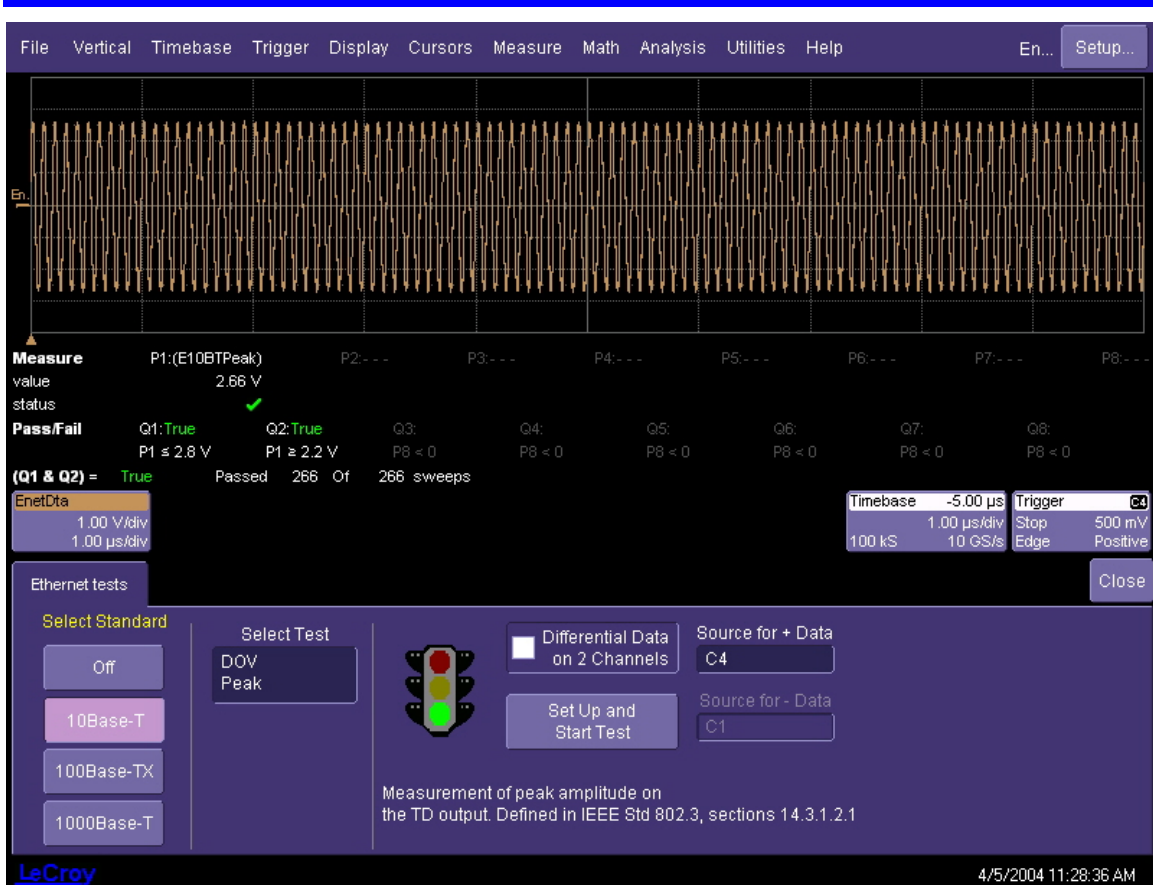 File Vertical Timebase Trigger Display Cursors Measure Math Analysis Utilities Help En... Setup...
En.
Measure P1:(E10BTPeak) P2:- - - P3:- - - P4:- - - P5:- - - P6:- - - P7:- - - P8:- - -
value 2.66 V
status
Pass/Fail Q1:True Q2:True Q3: Q4: Q5: Q6: Q7: Q8:
P1 ≤ 2.8 V P1 ≥ 2.2 V P8 < 0 P8 < 0 P8 < 0 P8 < 0 P8 < 0 P8 < 0
(Q1 & Q2) = True Passed 266 Of 266 sweeps
EnetDta
1.00 V/div
1.00 µs/div
Timebase -5.00 µs
1.00 µs/div
100 kS 10 GS/s
Trigger C4
Stop 500 mV
Edge Positive
Ethernet tests
Close
Select Standard
Off
10Base-T
100Base-TX
1000Base-T
Select Test
DOV
Peak
Differential Data
on 2 Channels
Set Up and
Start Test
Source for + Data
C4
Source for - Data
C1
Measurement of peak amplitude on
the TD output. Defined in IEEE Std 802.3, sections 14.3.1.2.1
LeCroy
4/5/2004 11:28:36 AM